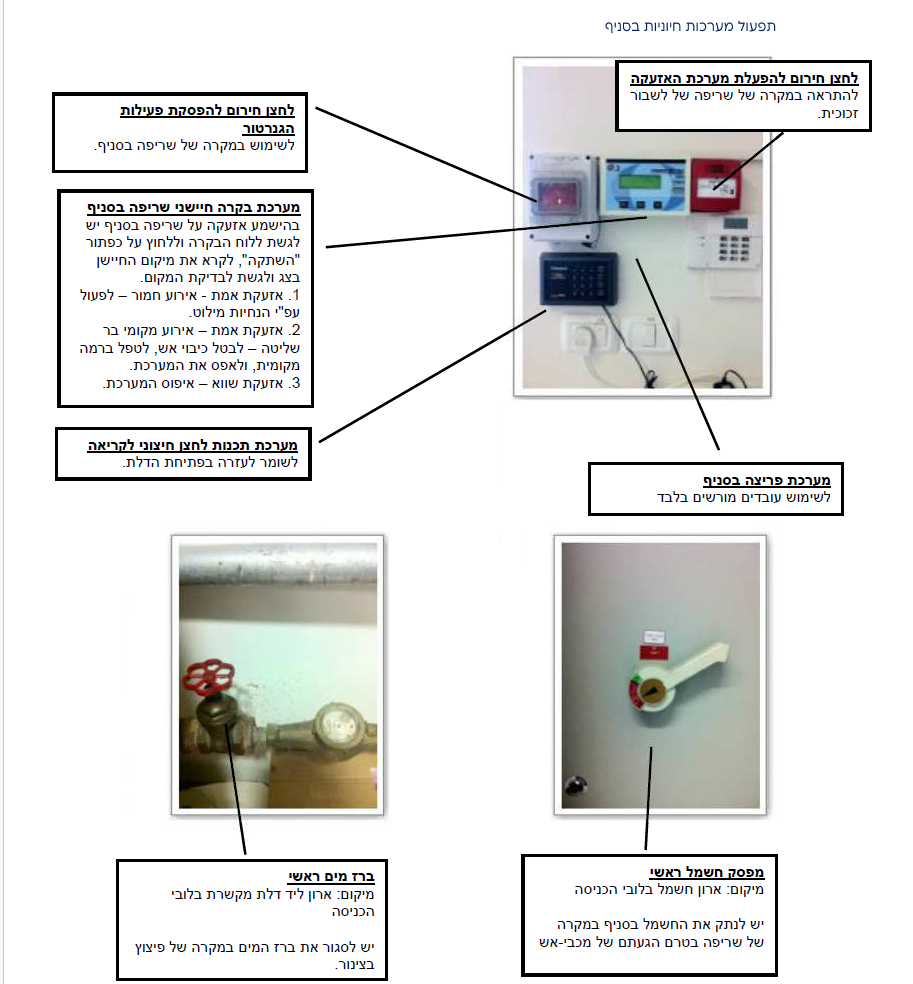 תפעול מערכות חיוניות בסניף
לחצן חירום להפעלת מערכת האזעקה
להתראה במקרה של שריפה של לשבור
זכוכית.
לחצן חירום להפסקת פעילות
הגנרטור
לשימוש במקרה של שריפה בסניף.
מערכת בקרה חיישני שריפה בסניף
בהישמע אזעקה על שריפה בסניף יש
לגשת ללוח הבקרה וללחוץ על כפתור
"השתקה", לקרא את מיקום החיישן
בצג ולגשת לבדיקת המקום.
1. אזעקת אמת - אירוע חמור – לפעול
עפ"י הנחיות מילוט.
2. אזעקת אמת – אירוע מקומי בר
שליטה – לבטל כיבוי אש, לטפל ברמה
מקומית, ולאפס את המערכת.
3. אזעקת שווא – איפוס המערכת.
מערכת תכנות לחצן חיצוני לקריאה
לשומר לעזרה בפתיחת הדלת.
מערכת פריצה בסניף
לשימוש עובדים מורשים בלבד
מפסק חשמל ראשי
מיקום: ארון חשמל בלובי הכניסה
יש לנתק את החשמל בסניף במקרה
של שריפה בטרם הגעתם של מכבי-אש
ברז מים ראשי
מיקום: ארון ליד דלת מקשרת בלובי
הכניסה
יש לסגור את ברז המים במקרה של פיצוץ
בצינור.